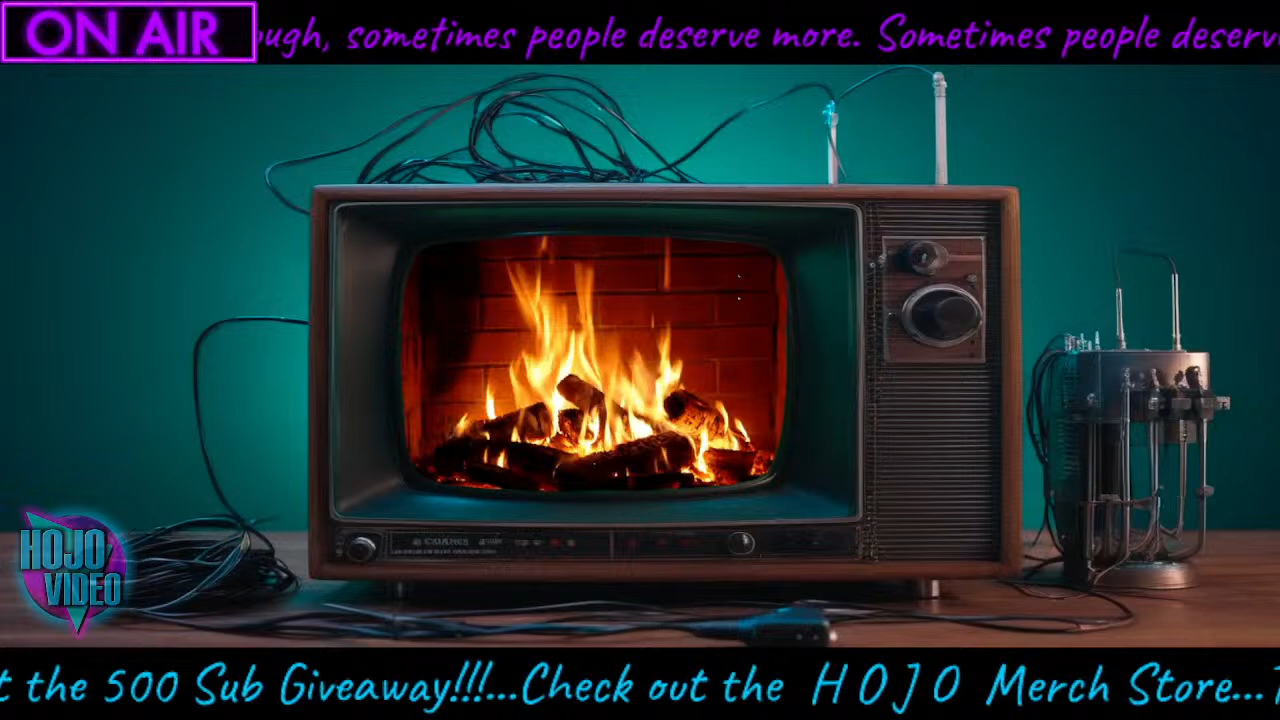 ON AIR
ugh, sometimes people deserve more. Sometimes people deserv
HOJO
VIDEO
t the 500 Sub Giveaway!!!...Check out the HOJO Merch Store...